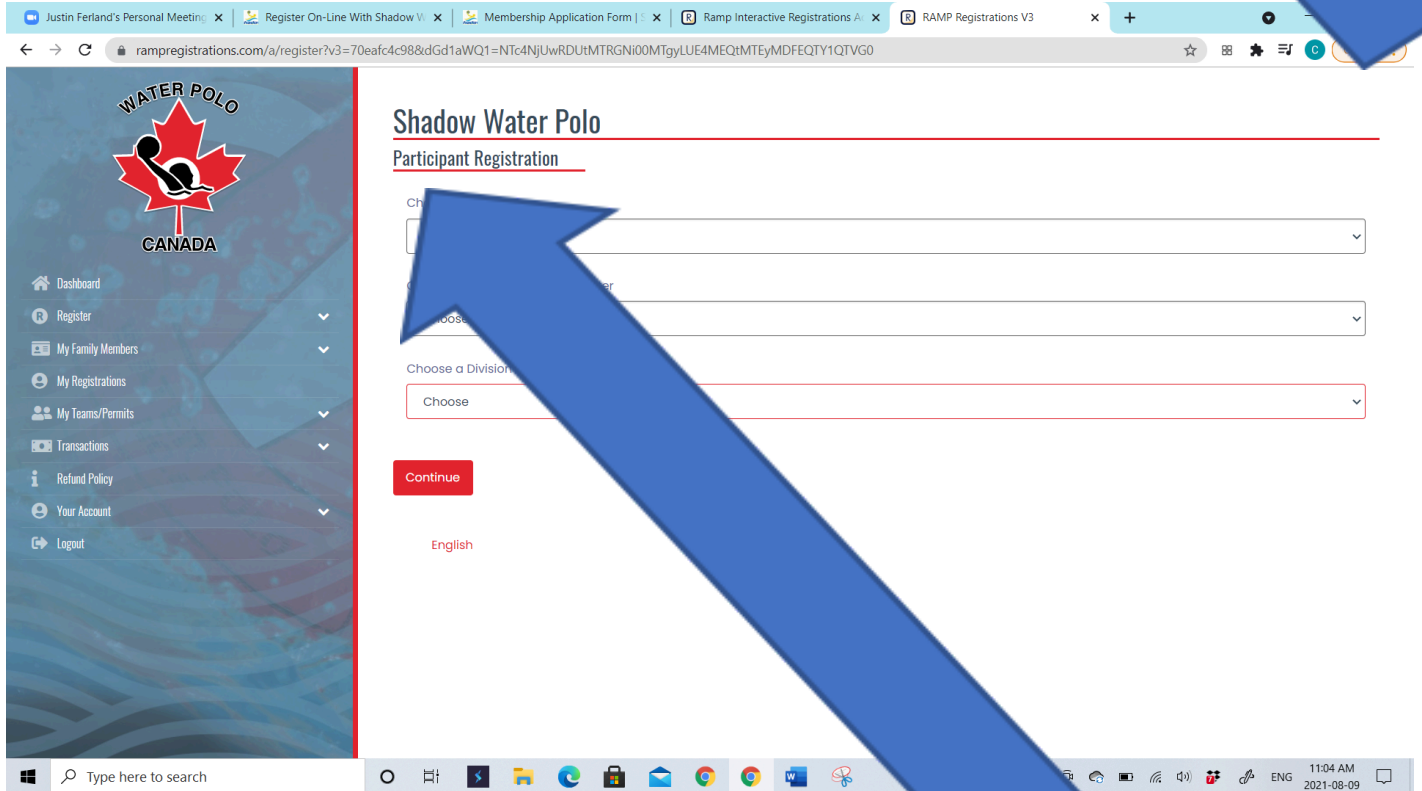 Justin Ferland's Personal Meeting
Register On-Line With Shadow W
Membership Application Form | S
Ramp Interactive Registrations A
RAMP Registrations V3
rampregistrations.com/a/register?v3=70eafc4c98&dGd1aWQ1=NTc4NjUwRDUtMTRGNi00MTgyLUE4MEQtMTEyMDFEQTY1QTVG0
C
WATER POLO
CANADA
Dashboard
Register
My Family Members
My Registrations
My Teams/Permits
Transactions
Refund Policy
Your Account
Logout
Shadow Water Polo
Participant Registration
Choose a Division
Choose
Continue
English
Type here to search
ENG
11:04 AM
2021-08-09